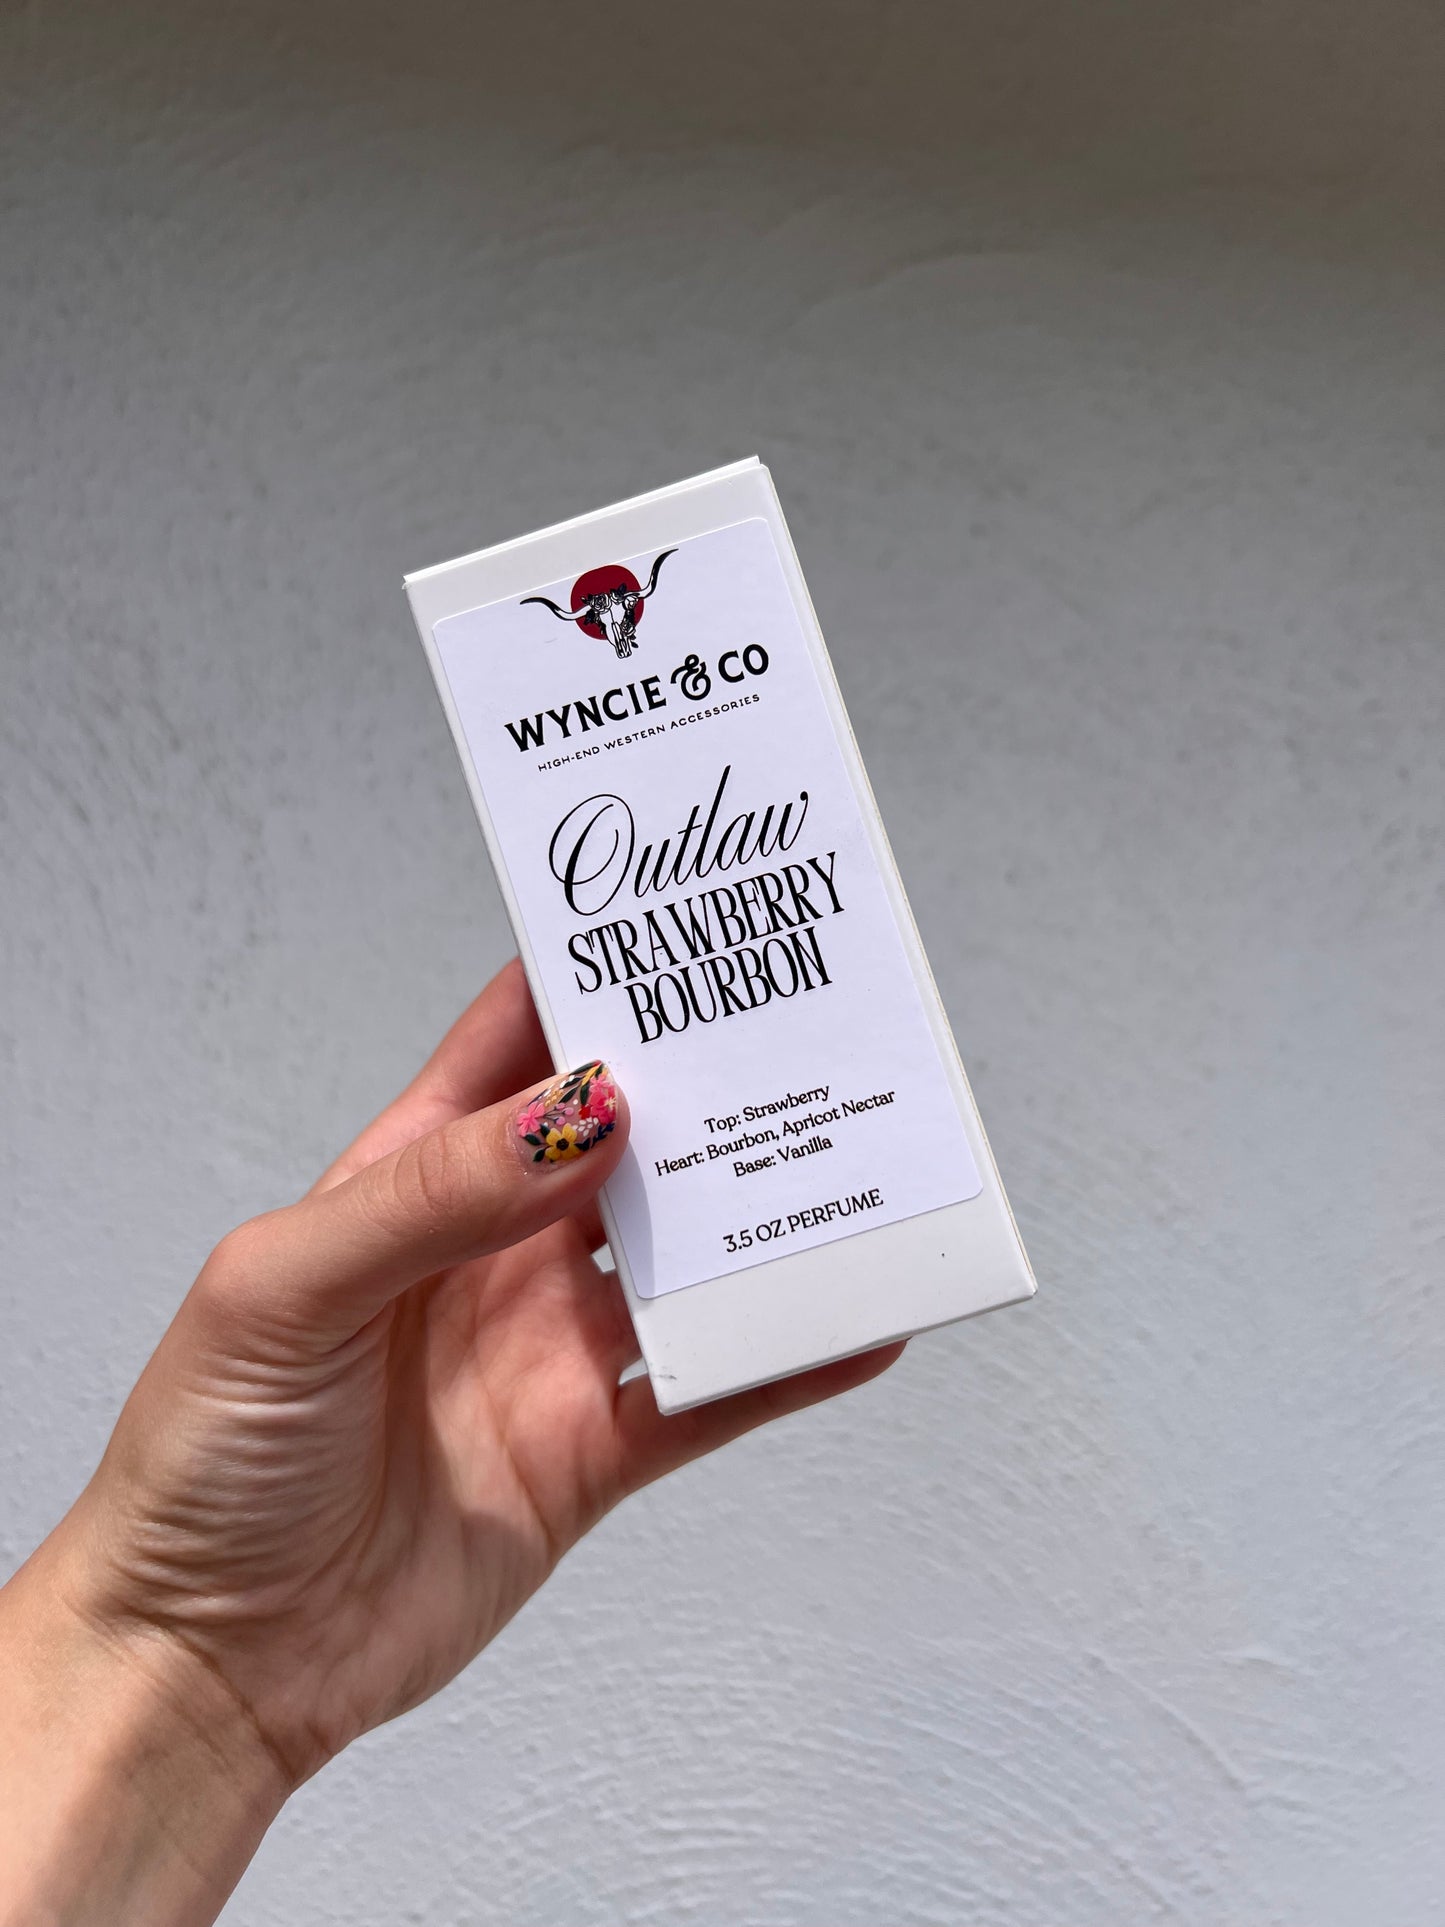 WYNCIE & CO
HIGH-END WESTERN ACCESSORIES
Outlaw
STRAWBERRY
BOURBON
Top: Strawberry
Heart: Bourbon, Apricot Nectar
Base: Vanilla
3.5 OZ PERFUME